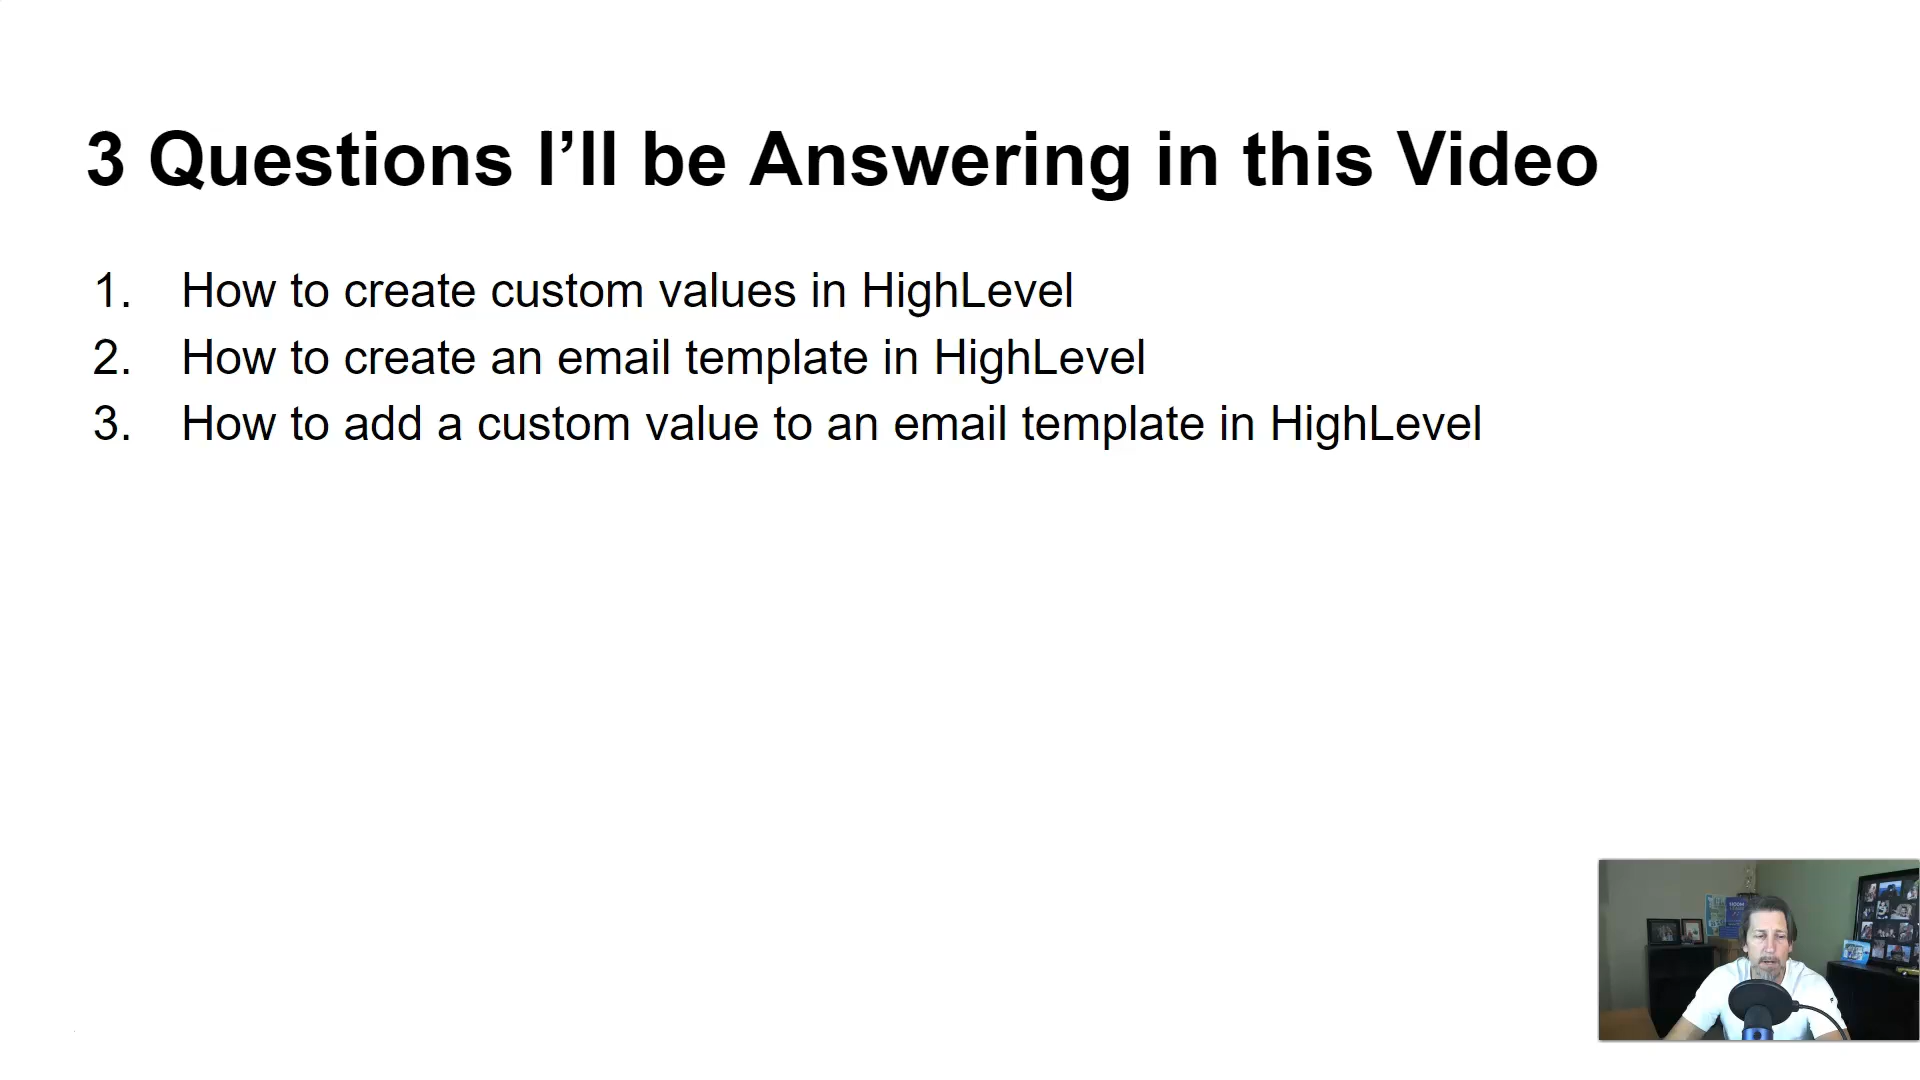 3 Questions I’ll be Answering in this Video
1. How to create custom values in HighLevel
2. How to create an email template in HighLevel
3. How to add a custom value to an email template in HighLevel